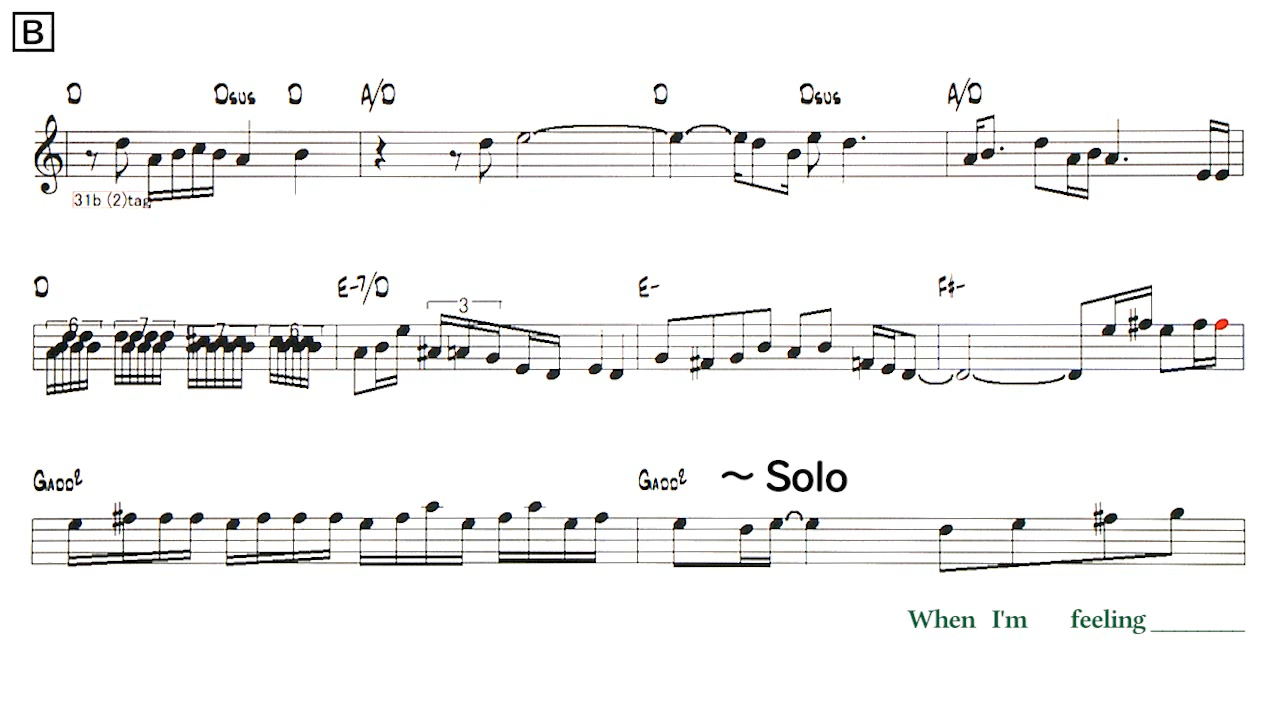 B
D Dsus D A/D D Dsus A/D
31b (2)tag
D E-7/D E- F#-
6 7 7 6 3
Gadd2 Gadd2 ～ Solo
When I'm feeling